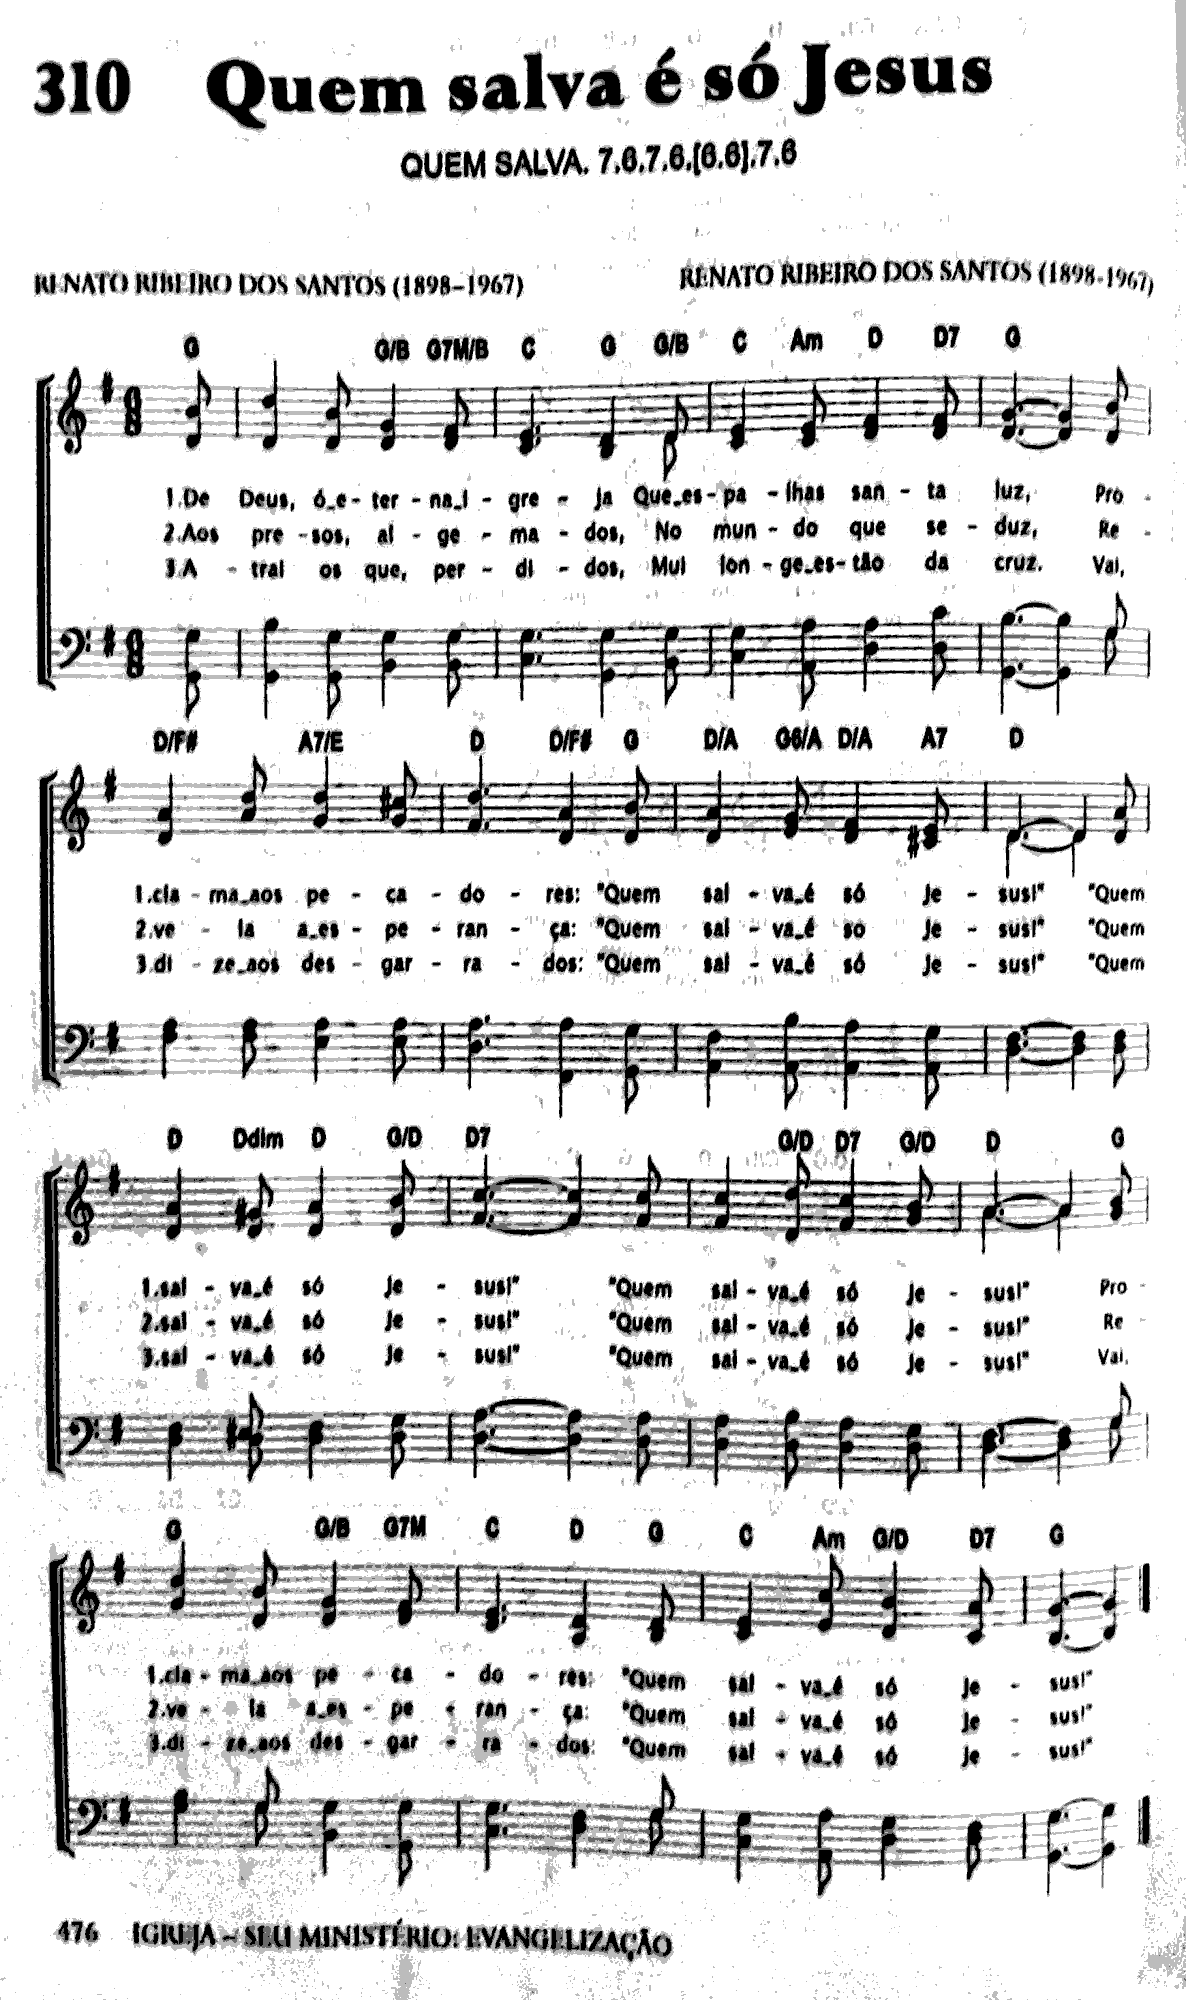 310 Quem salva é só Jesus
QUEM SALVA. 7.6.7.6.[6.6].7.6
RENATO RIBEIRO DOS SANTOS (1898–1967) RENATO RIBEIRO DOS SANTOS (1898-1967)
G G/B G7M/B C G G/B C Am D D7 G
1.De Deus, ó_e - ter - na_I - gre - ja Que_es - pa - lhas san - ta luz, Pro -
2.Aos pre - sos, al - ge - ma - dos, No mun - do que se - duz, Re -
3.A - trai os que, per - di - dos, Mui lon - ge_es - tão da cruz. Vai,
D/F# A7/E D D/F# G D/A G6/A D/A A7 D
1.cla - ma_aos pe - ca - do - res: "Quem sal - va_é só Je - sus!" "Quem
2.ve - la a_es - pe - ran - ça: "Quem sal - va_é so Je - sus!" "Quem
3.di - ze_aos des - gar - ra - dos: "Quem sal - va_é só Je - sus!" "Quem
D Ddim D G/D D7 G/D D7 G/D D G
1.sal - va_é só Je - sus!" "Quem sal - va_é só Je - sus!" Pro -
2.sal - va_é só Je - sus!" "Quem sal - va_é só Je - sus!" Re -
3.sal - va_é só Je - sus!" "Quem sal - va_é só Je - sus!" Vai,
G G/B G7M C D G C Am G/D D7 G
1.cla - ma_aos pe - ca - do - res: "Quem sal - va_é só Je - sus!"
2.ve - la a_es - pe - ran - ça: "Quem sal - va_é só Je - sus!"
3.di - ze_aos des - gar - ra - dos: "Quem sal - va_é só Je - sus!"
476 IGREJA – SEU MINISTÉRIO: EVANGELIZAÇÃO